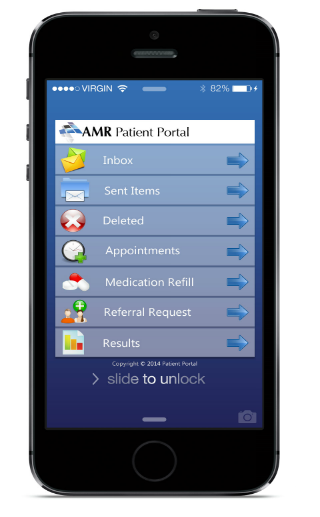 VIRGIN 82%
AMR Patient Portal
Inbox
Sent Items
Deleted
Appointments
Medication Refill
Referral Request
Results
Copyright © 2014 Patient Portal
> slide to unlock